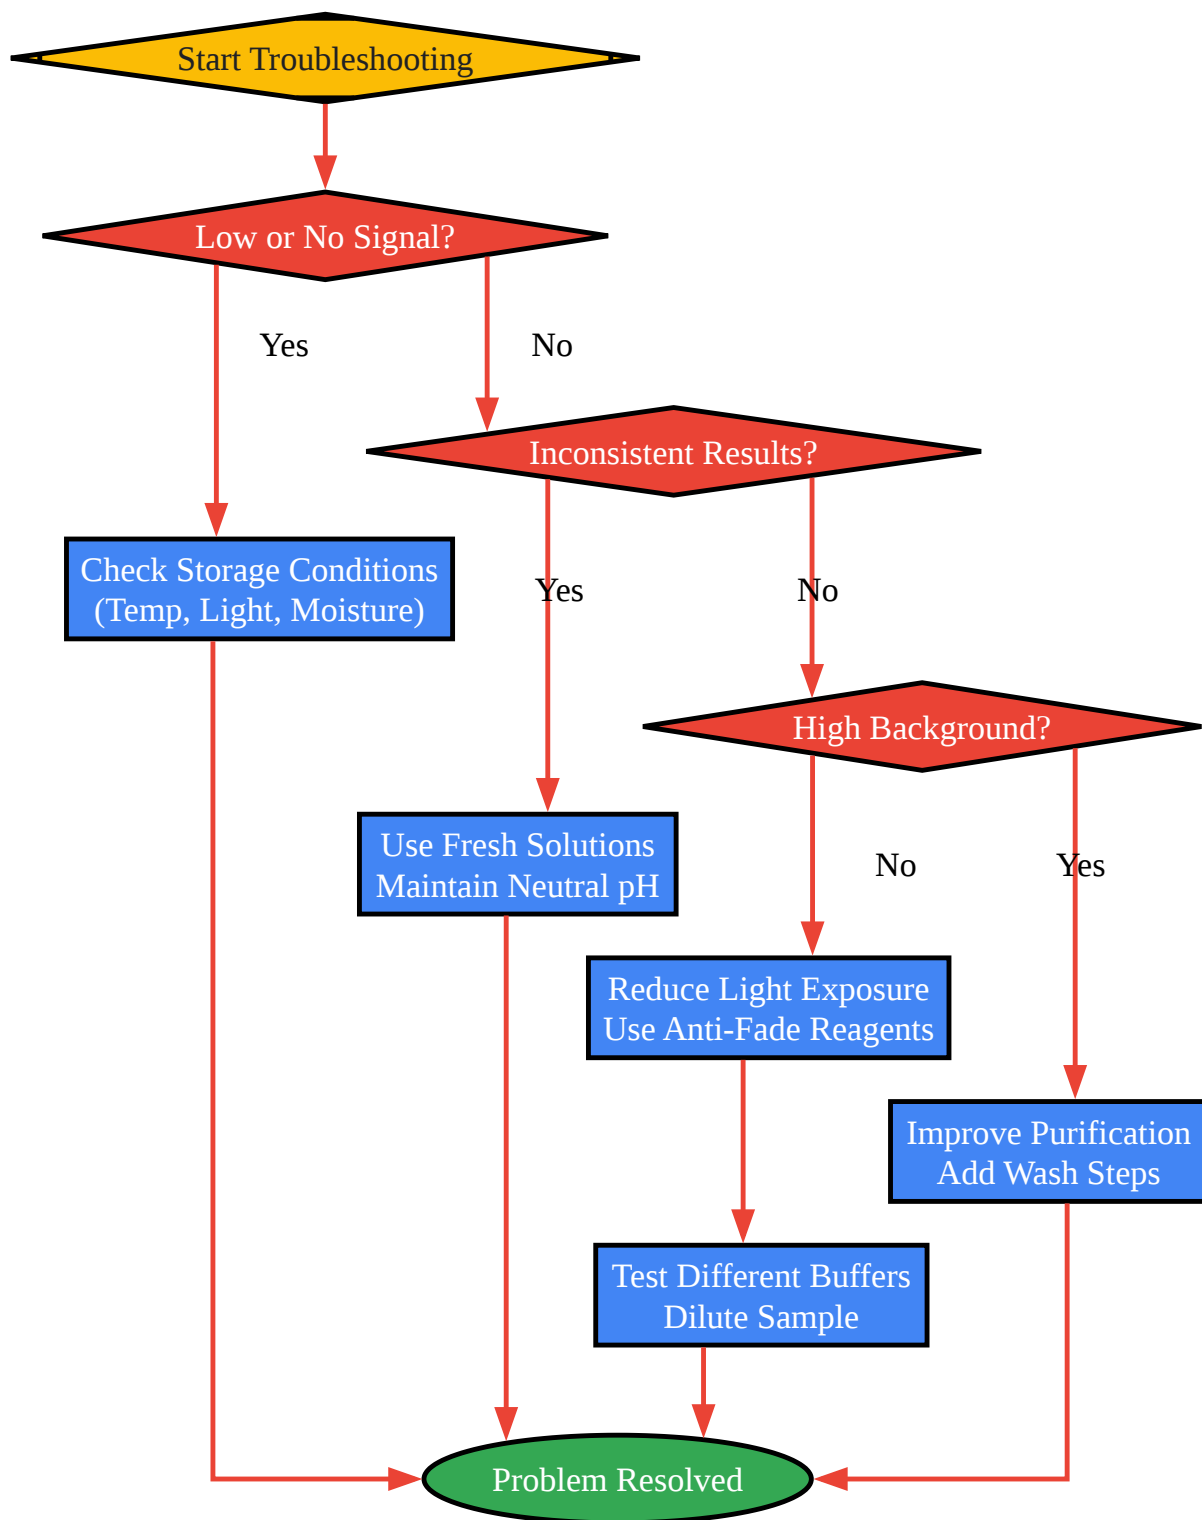 Start Troubleshooting
Low or No Signal?
Yes
No
Inconsistent Results?
Check Storage Conditions
(Temp, Light, Moisture)
Yes
No
High Background?
Use Fresh Solutions
Maintain Neutral pH
No
Yes
Reduce Light Exposure
Use Anti-Fade Reagents
Improve Purification
Add Wash Steps
Test Different Buffers
Dilute Sample
Problem Resolved